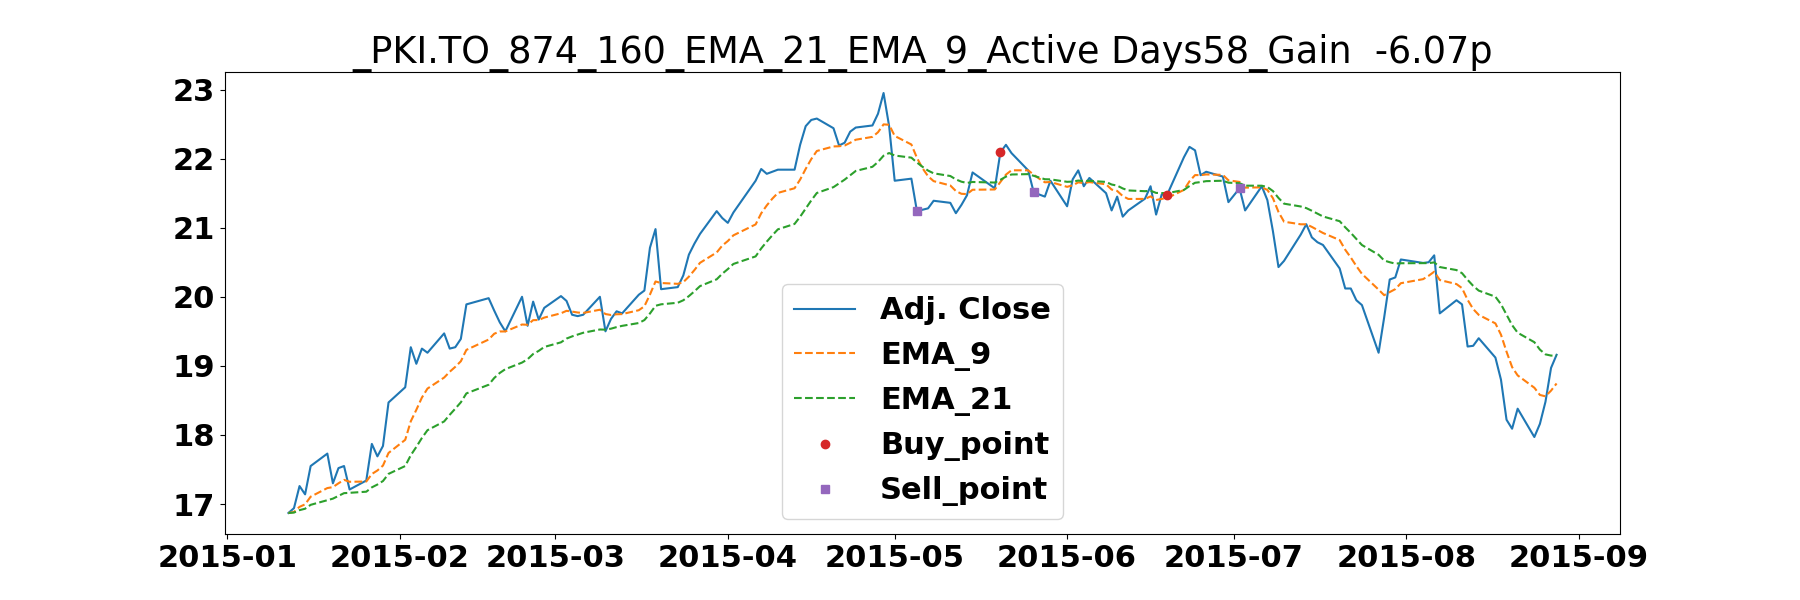 _PKI.TO_874_160_EMA_21_EMA_9_Active Days58_Gain  -6.07p
23
22
21
20
19
18
17
Adj. Close
EMA_9
EMA_21
Buy_point
Sell_point
2015-01 2015-02 2015-03 2015-04 2015-05 2015-06 2015-07 2015-08 2015-09